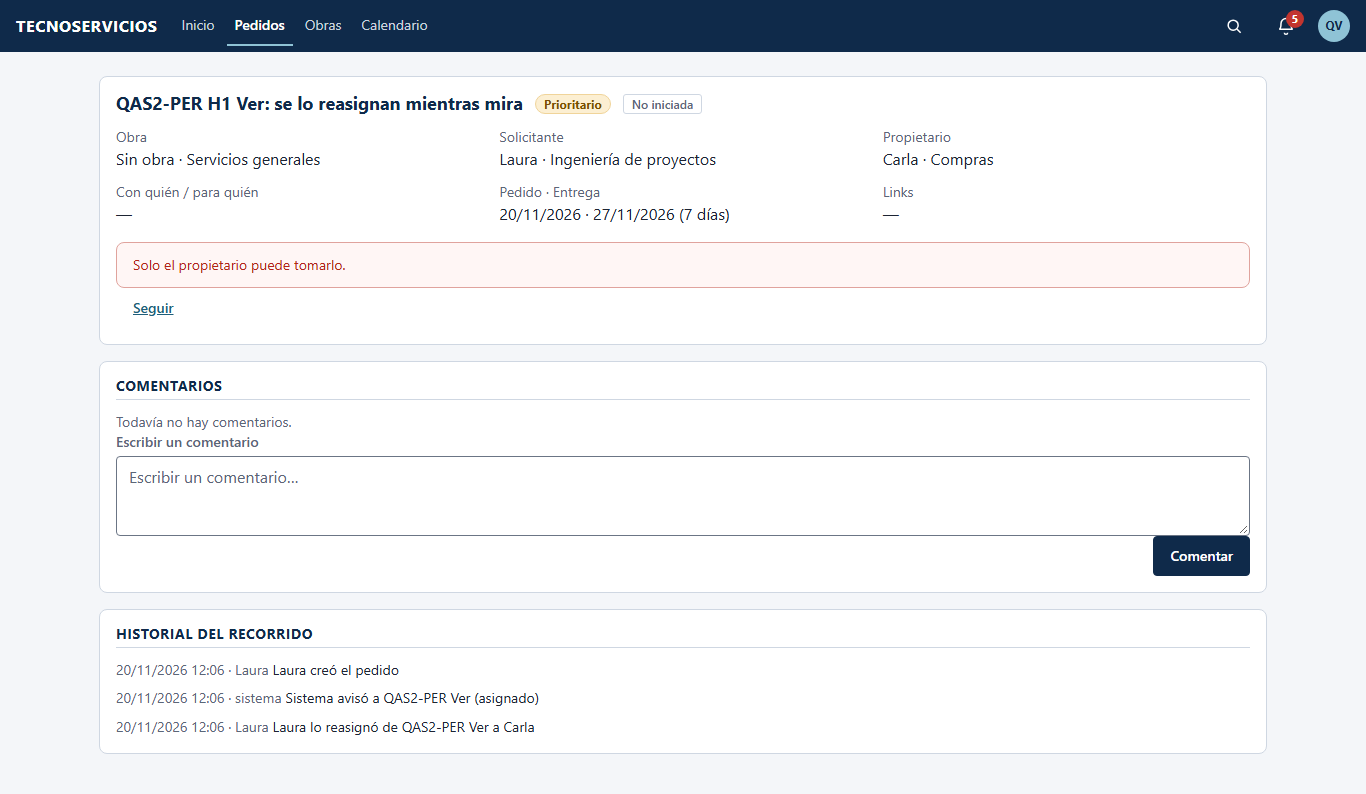 TECNOSERVICIOS Inicio Pedidos Obras Calendario 5 QV
QAS2-PER H1 Ver: se lo reasignan mientras mira Prioritario No iniciada
Obra Solicitante Propietario
Sin obra · Servicios generales Laura · Ingeniería de proyectos Carla · Compras
Con quién / para quién Pedido · Entrega Links
— 20/11/2026 · 27/11/2026 (7 días) —
Solo el propietario puede tomarlo.
Seguir
COMENTARIOS
Todavía no hay comentarios.
Escribir un comentario
Escribir un comentario...
Comentar
HISTORIAL DEL RECORRIDO
20/11/2026 12:06 · Laura Laura creó el pedido
20/11/2026 12:06 · sistema Sistema avisó a QAS2-PER Ver (asignado)
20/11/2026 12:06 · Laura Laura lo reasignó de QAS2-PER Ver a Carla